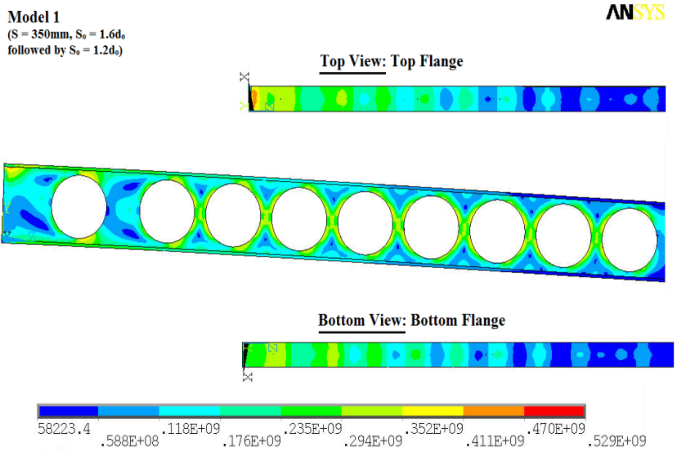 Model 1
ANSYS
(S = 350mm, S₀ = 1.6d₀
followed by S₀ = 1.2d₀)
Top View: Top Flange
X
Y
Z
Bottom View: Bottom Flange
Z
X
58223.4 .118E+09 .235E+09 .352E+09 .470E+09
.588E+08 .176E+09 .294E+09 .411E+09 .529E+09